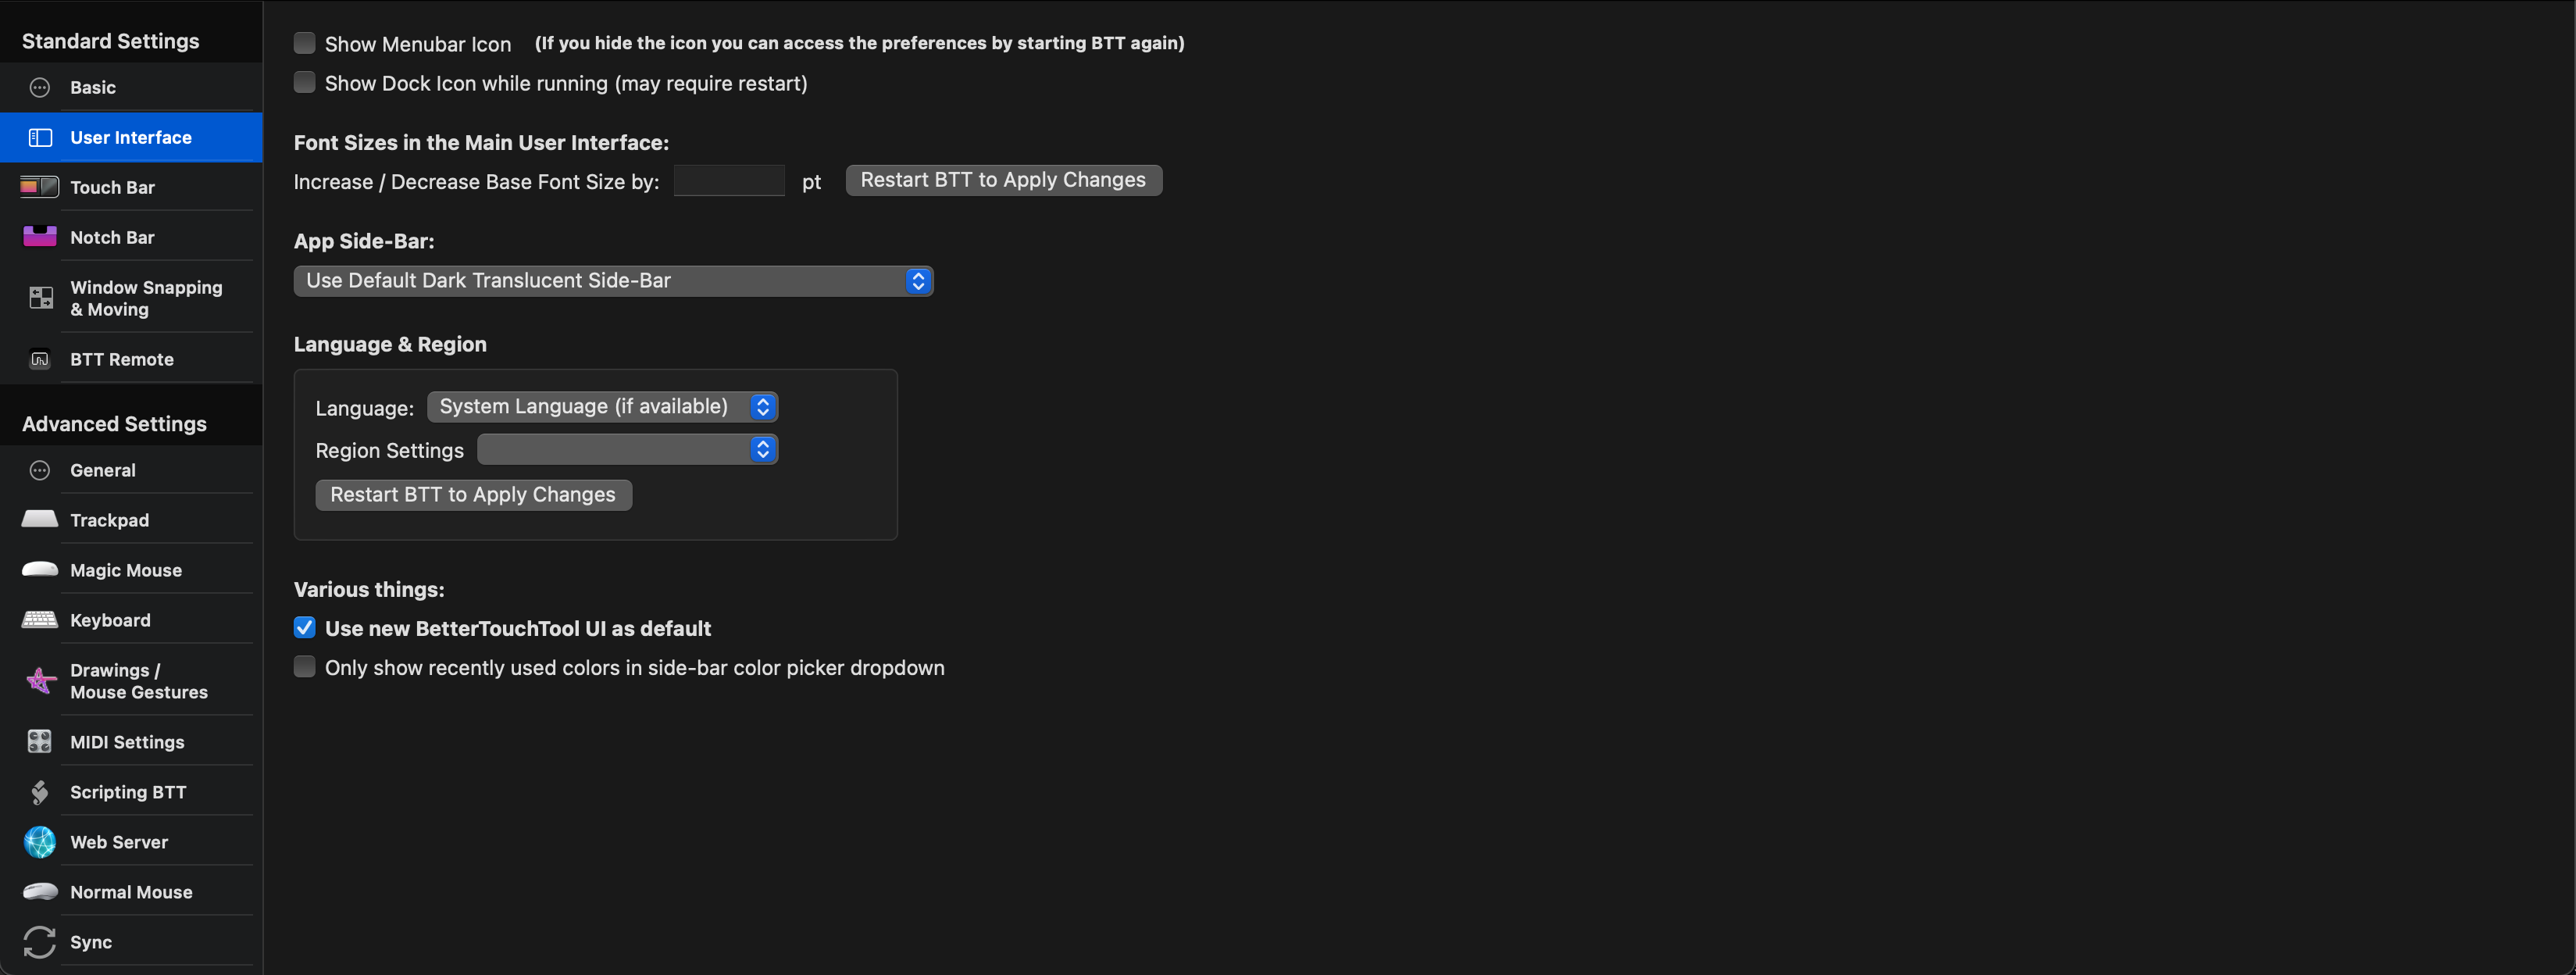 Standard Settings
Basic
User Interface
Touch Bar
Notch Bar
Window Snapping
& Moving
BTT Remote
Advanced Settings
General
Trackpad
Magic Mouse
Keyboard
Drawings /
Mouse Gestures
MIDI Settings
Scripting BTT
Web Server
Normal Mouse
Sync
Show Menubar Icon (If you hide the icon you can access the preferences by starting BTT again)
Show Dock Icon while running (may require restart)
Font Sizes in the Main User Interface:
Increase / Decrease Base Font Size by: pt Restart BTT to Apply Changes
App Side-Bar:
Use Default Dark Translucent Side-Bar
Language & Region
Language: System Language (if available)
Region Settings
Restart BTT to Apply Changes
Various things:
Use new BetterTouchTool UI as default
Only show recently used colors in side-bar color picker dropdown